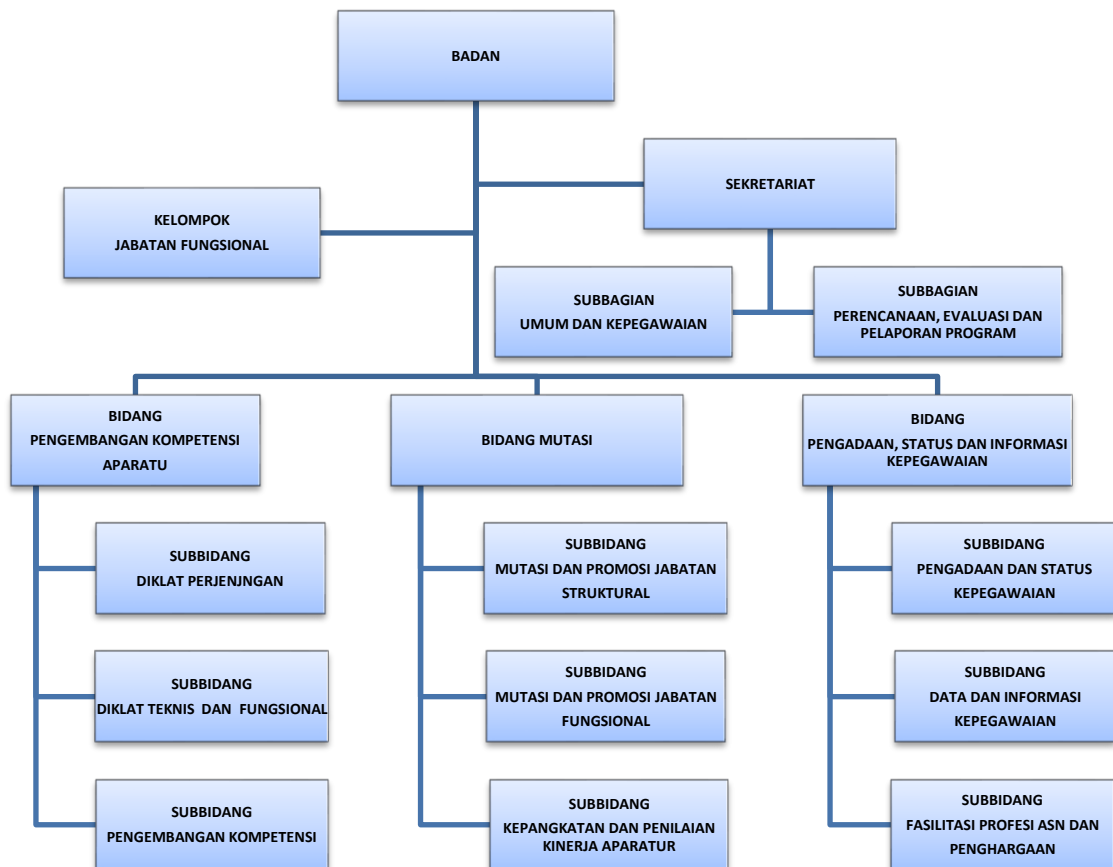 BADAN
SEKRETARIAT
KELOMPOK
JABATAN FUNGSIONAL
SUBBAGIAN
UMUM DAN KEPEGAWAIAN
SUBBAGIAN
PERENCANAAN, EVALUASI DAN
PELAPORAN PROGRAM
BIDANG
PENGEMBANGAN KOMPETENSI
APARATU
BIDANG MUTASI
BIDANG
PENGADAAN, STATUS DAN INFORMASI
KEPEGAWAIAN
SUBBIDANG
DIKLAT PERJENJNGAN
SUBBIDANG
MUTASI DAN PROMOSI JABATAN
STRUKTURAL
SUBBIDANG
PENGADAAN DAN STATUS
KEPEGAWAIAN
SUBBIDANG
DIKLAT TEKNIS DAN FUNGSIONAL
SUBBIDANG
MUTASI DAN PROMOSI JABATAN
FUNGSIONAL
SUBBIDANG
DATA DAN INFORMASI
KEPEGAWAIAN
SUBBIDANG
PENGEMBANGAN KOMPETENSI
SUBBIDANG
KEPANGKATAN DAN PENILAIAN
KINERJA APARATUR
SUBBIDANG
FASILITASI PROFESI ASN DAN
PENGHARGAAN